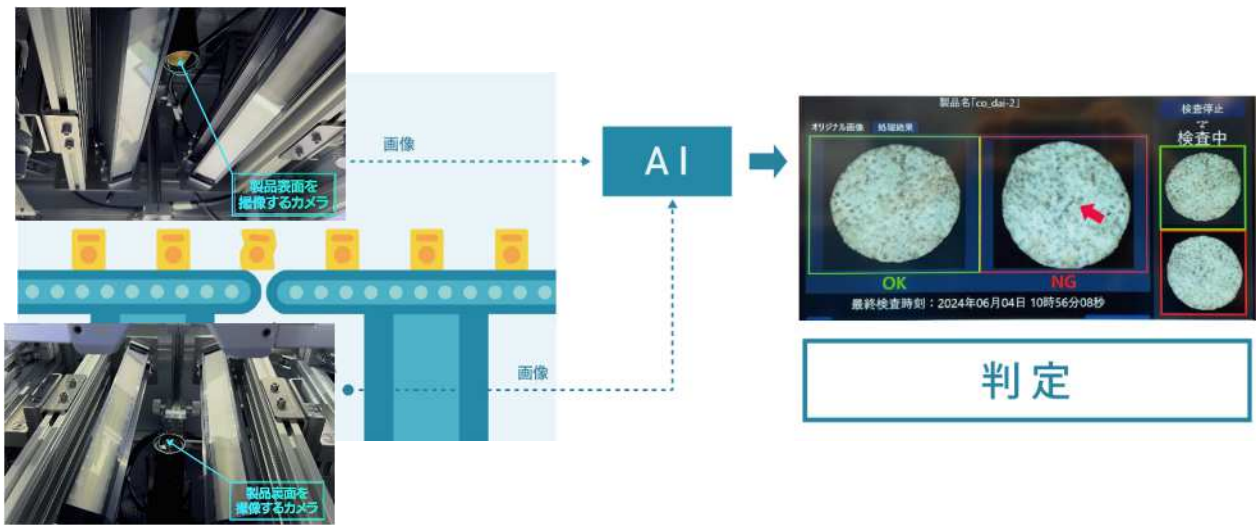 製品表面を
撮像するカメラ
画像
AI
製品名「co_dai-2」
検査停止
オリジナル画像 処理結果
検査中
OK
NG
最終検査時刻：2024年06月04日 10時56分08秒
画像
判定
製品表面を
撮像するカメラ